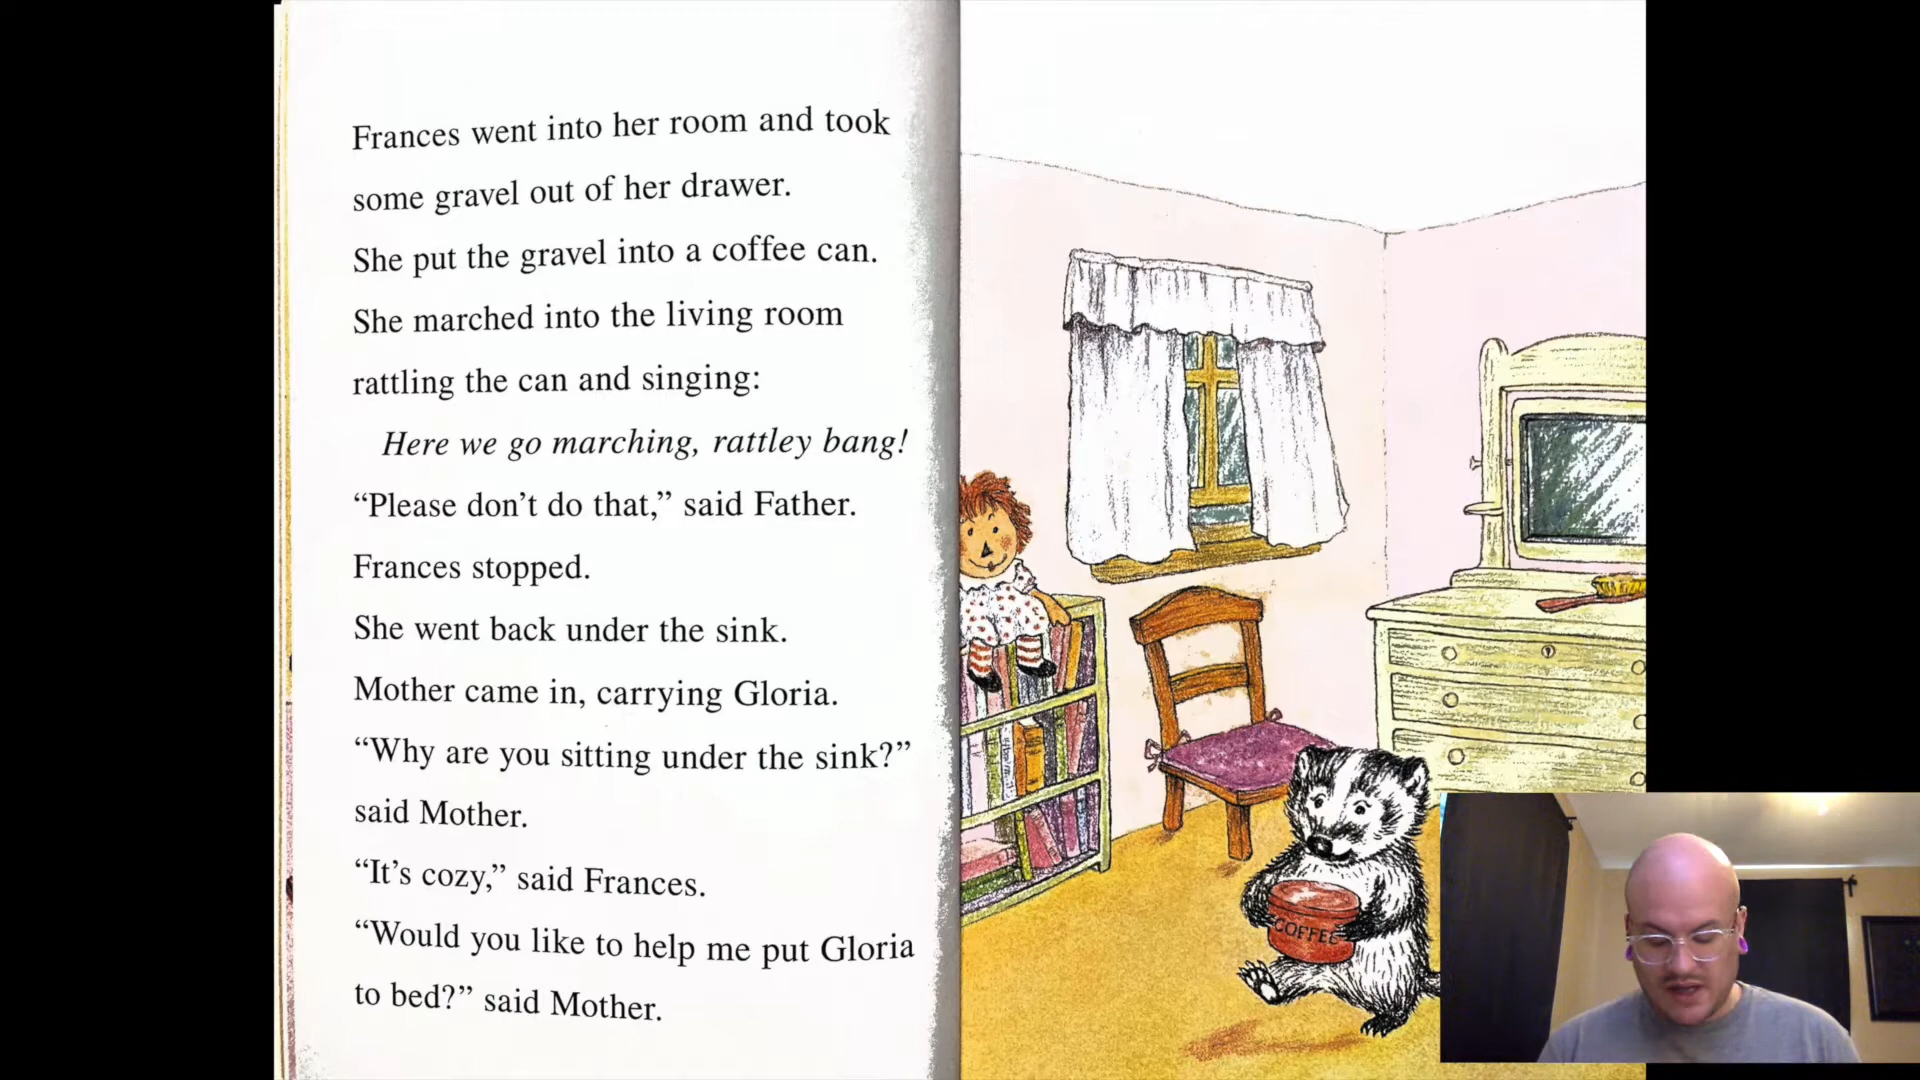 Frances went into her room and took
some gravel out of her drawer.
She put the gravel into a coffee can.
She marched into the living room
rattling the can and singing:
Here we go marching, rattley bang!
“Please don’t do that,” said Father.
Frances stopped.
She went back under the sink.
Mother came in, carrying Gloria.
“Why are you sitting under the sink?”
said Mother.
“It’s cozy,” said Frances.
“Would you like to help me put Gloria
to bed?” said Mother.
COFFEE